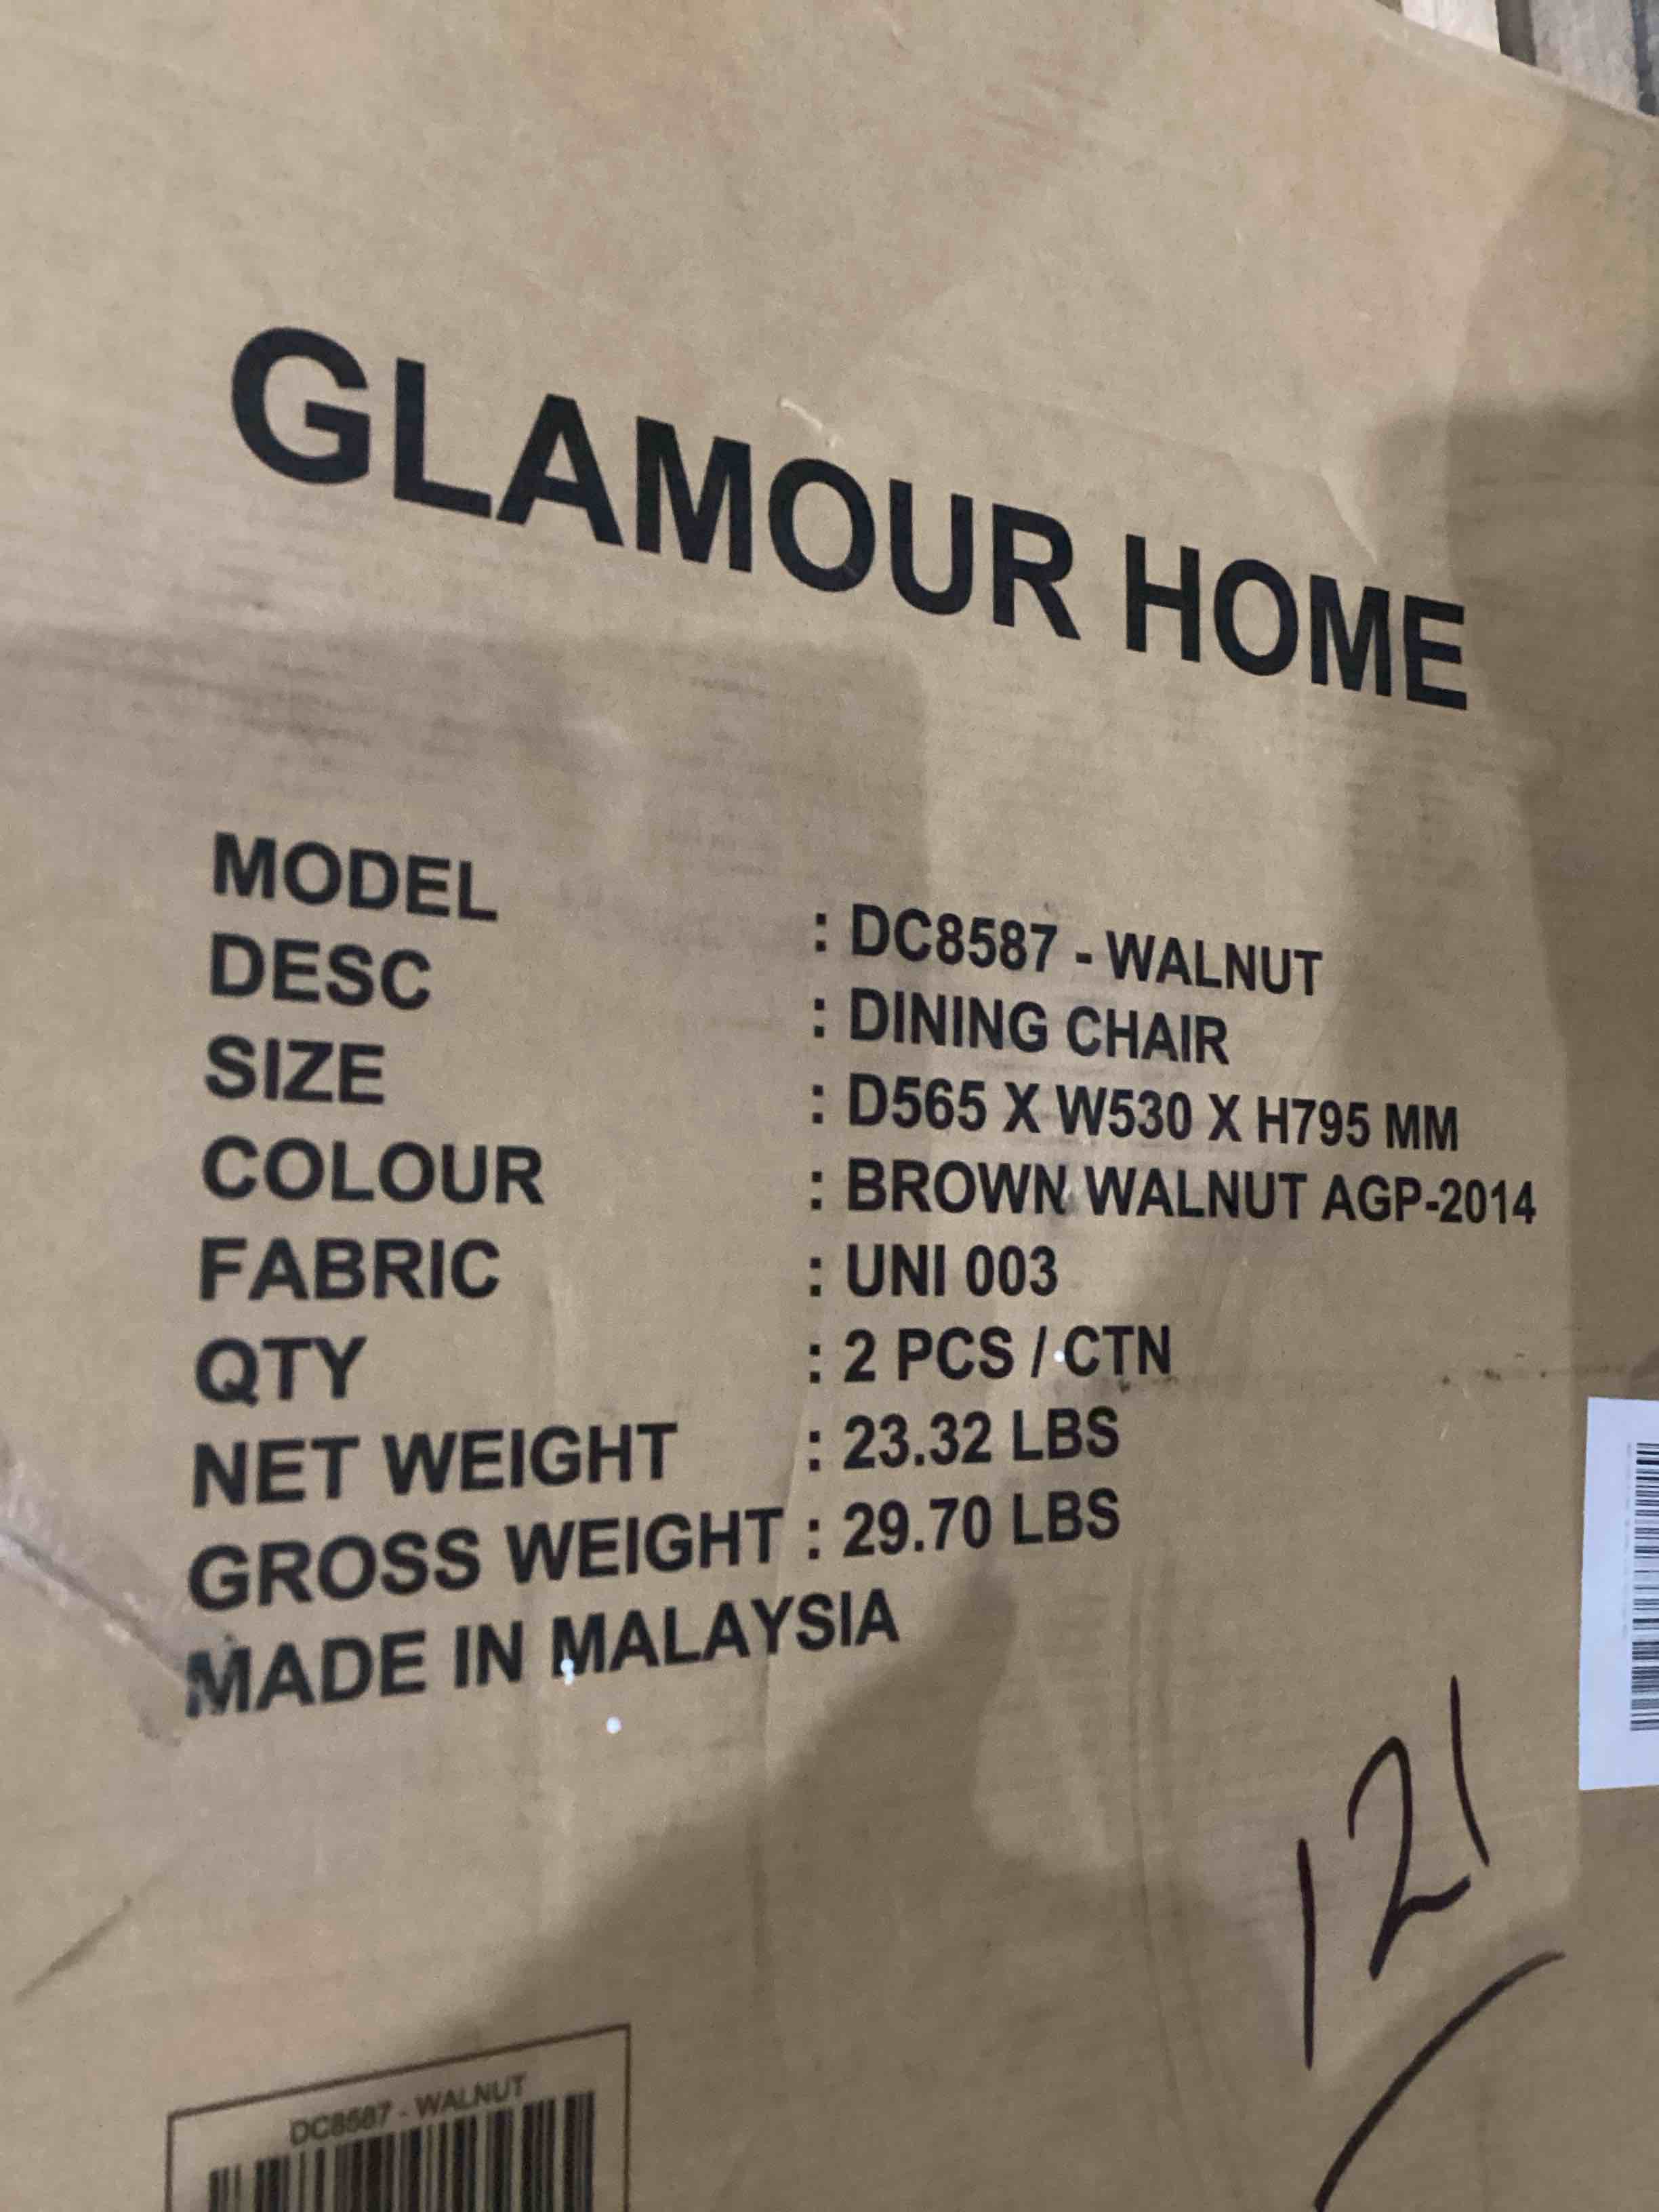 GLAMOUR HOME
MODEL : DC8587 - WALNUT
DESC : DINING CHAIR
SIZE : D565 X W530 X H795 MM
COLOUR : BROWN WALNUT AGP-2014
FABRIC : UNI 003
QTY : 2 PCS / CTN
NET WEIGHT : 23.32 LBS
GROSS WEIGHT : 29.70 LBS
MADE IN MALAYSIA
121
DC8587 - WALNUT